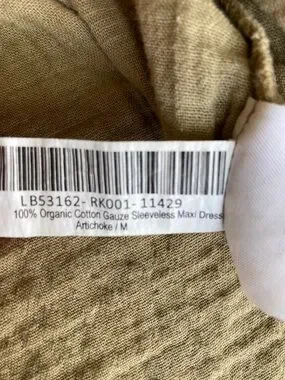 LB53162-RK001-11429
100% Organic Cotton Gauze Sleeveless Maxi Dress
Artichoke / M